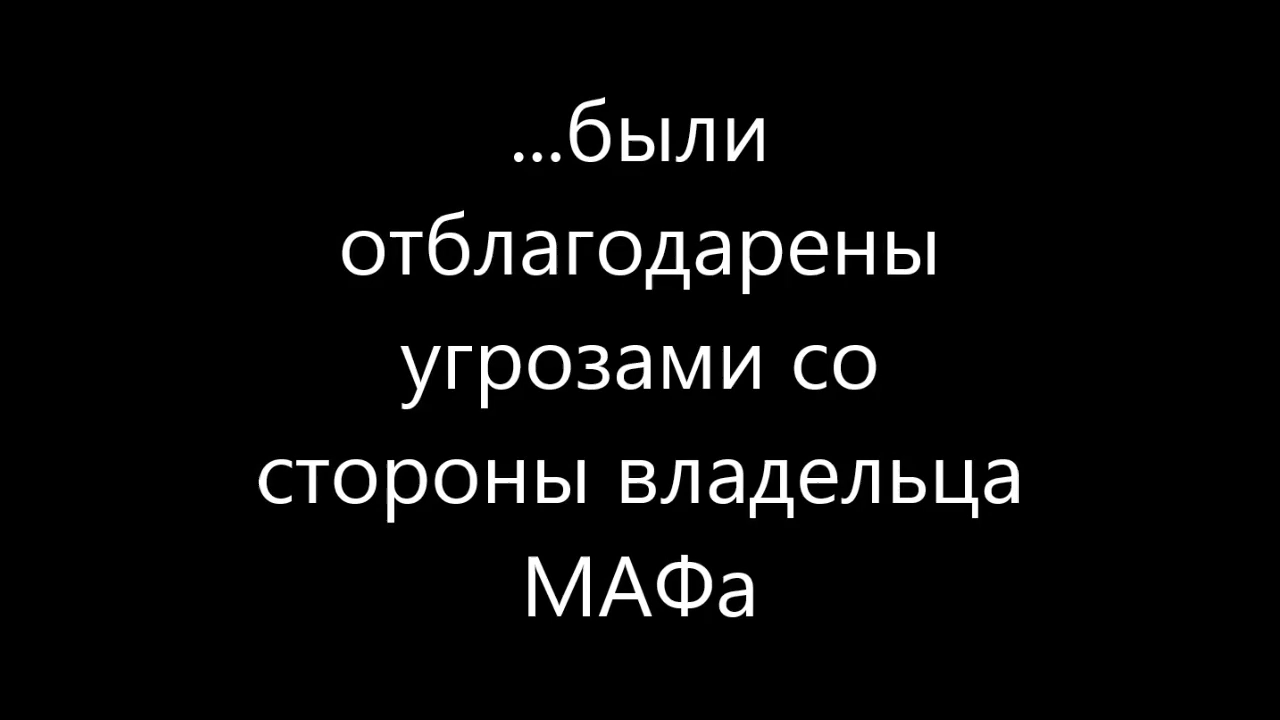 ...были
отблагодарены
угрозами со
стороны владельца
МАФа